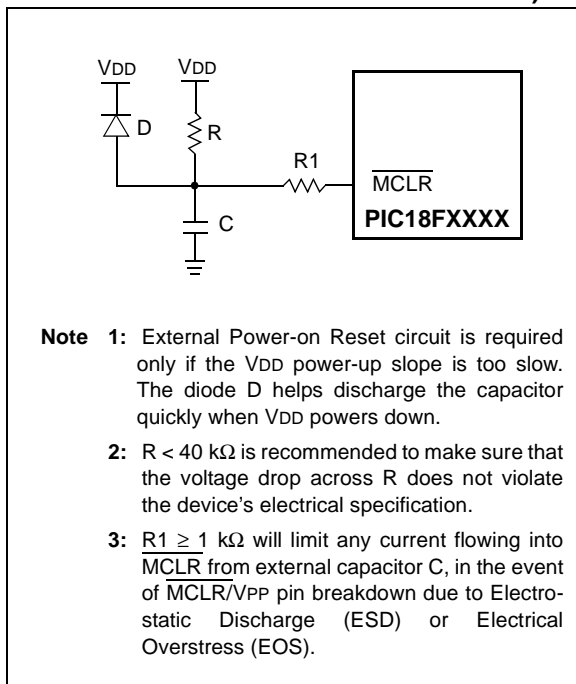 VDD VDD
D
R
R1
MCLR
PIC18FXXXX
C
Note 1: External Power-on Reset circuit is required
only if the VDD power-up slope is too slow.
The diode D helps discharge the capacitor
quickly when VDD powers down.
2: R < 40 kΩ is recommended to make sure that
the voltage drop across R does not violate
the device's electrical specification.
3: R1 ≥ 1 kΩ will limit any current flowing into
MCLR from external capacitor C, in the event
of MCLR/VPP pin breakdown due to Electro-
static Discharge (ESD) or Electrical
Overstress (EOS).